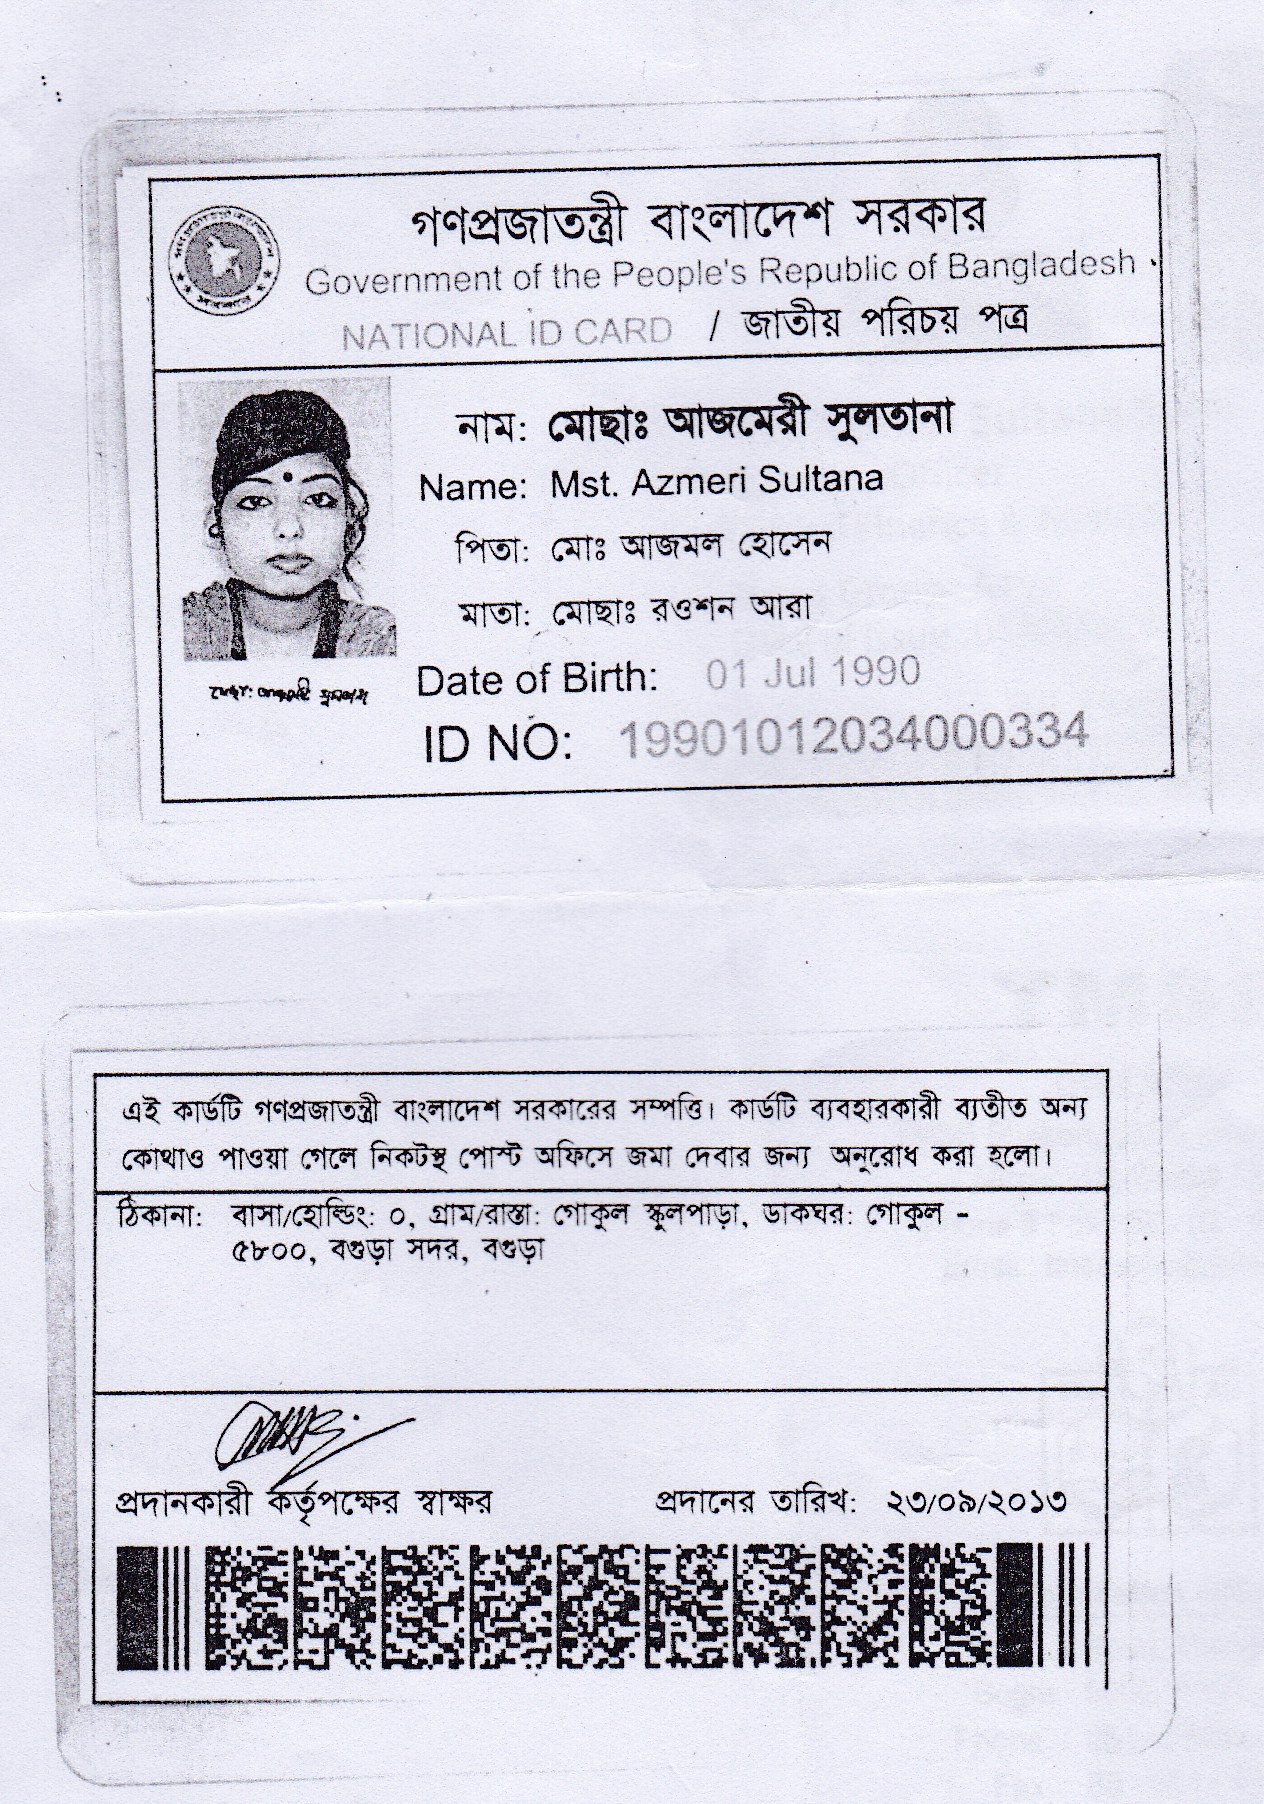 গণপ্রজাতন্ত্রী বাংলাদেশ সরকার
Government of the People's Republic of Bangladesh
NATIONAL ID CARD / জাতীয় পরিচয় পত্র
নাম: মোছাঃ আজমেরী সুলতানা
Name: Mst. Azmeri Sultana
পিতা: মোঃ আজমল হোসেন
মাতা: মোছাঃ রওশন আরা
Date of Birth: 01 Jul 1990
ID NO: 19901012034000334
এই কার্ডটি গণপ্রজাতন্ত্রী বাংলাদেশ সরকারের সম্পত্তি। কার্ডটি ব্যবহারকারী ব্যতীত অন্য
কোথাও পাওয়া গেলে নিকটস্থ পোস্ট অফিসে জমা দেবার জন্য অনুরোধ করা হলো।
ঠিকানা: বাসা/হোল্ডিং: ০, গ্রাম/রাস্তা: গোকুল স্কুলপাড়া, ডাকঘর: গোকুল -
৫৮০০, বগুড়া সদর, বগুড়া
প্রদানকারী কর্তৃপক্ষের স্বাক্ষর প্রদানের তারিখ: ২৩/০৯/২০১৩